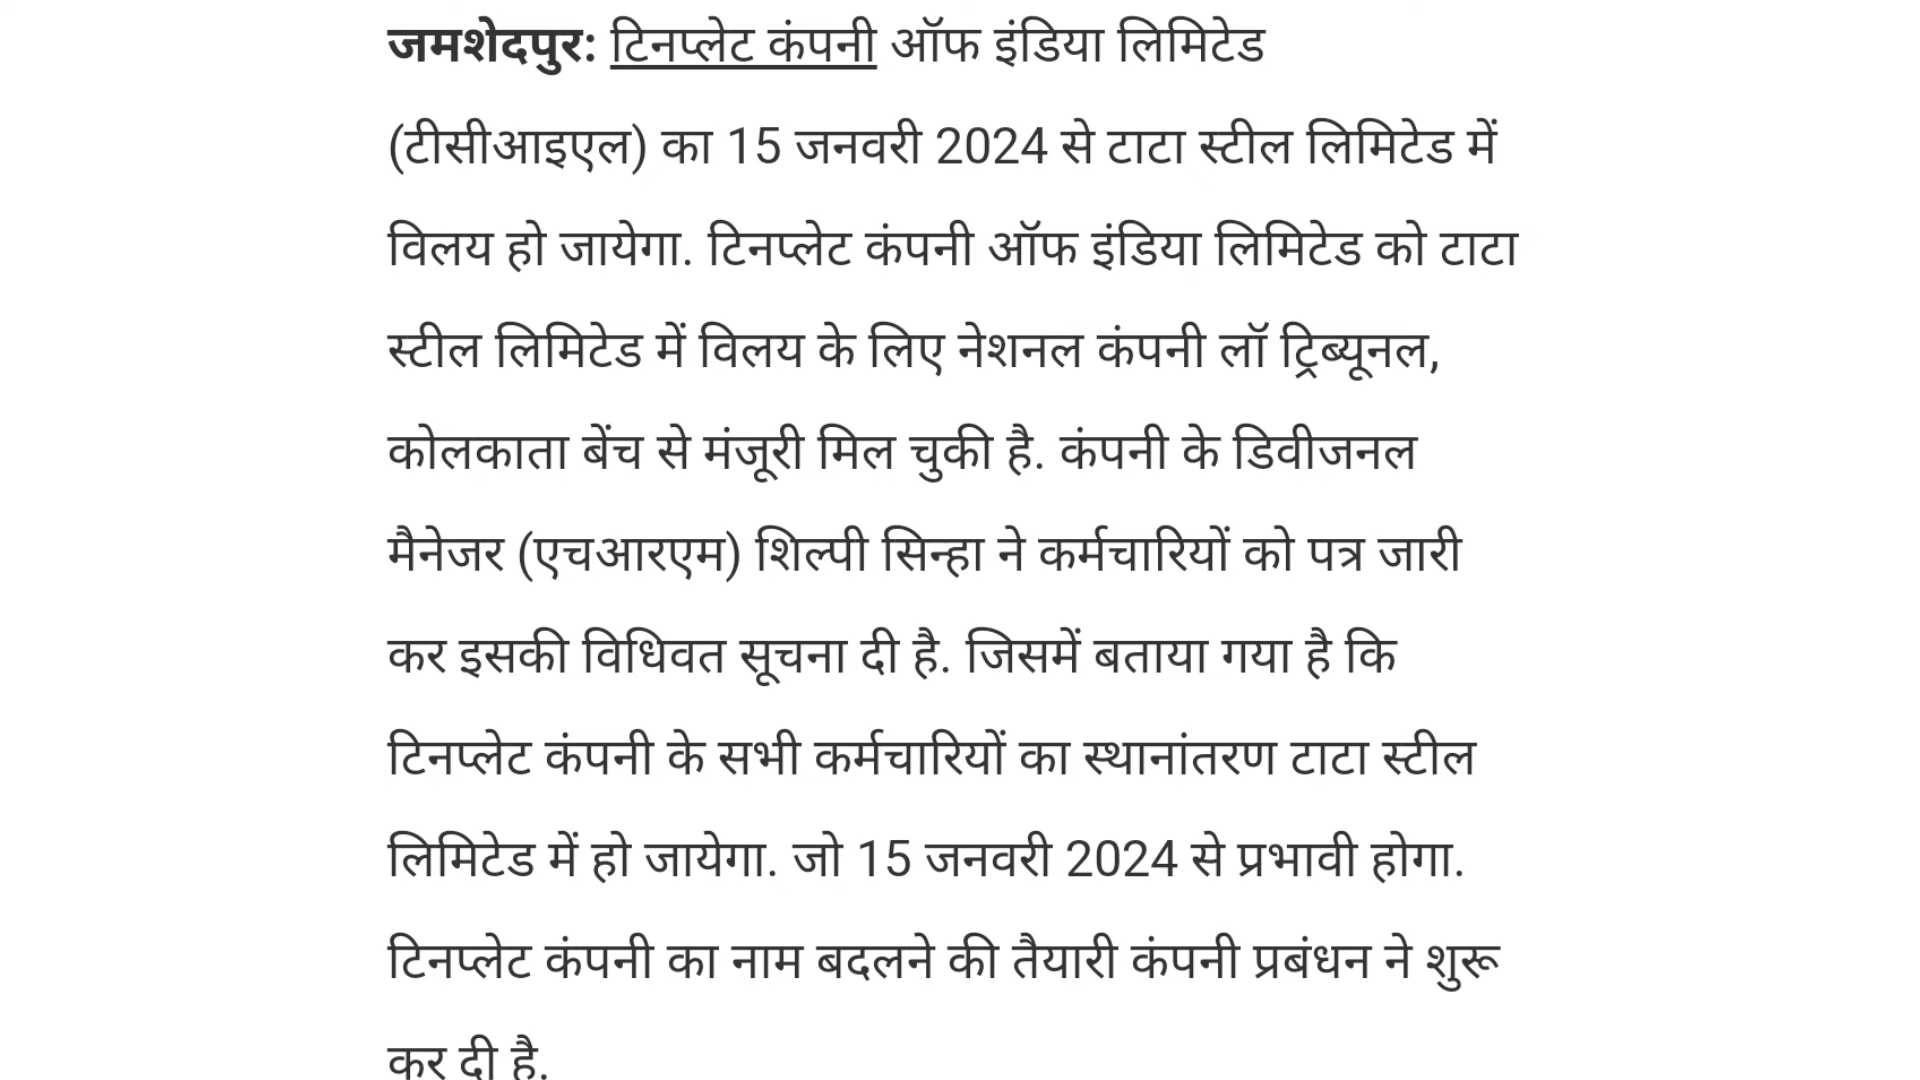 जमशेदपुर: टिनप्लेट कंपनी ऑफ इंडिया लिमिटेड
(टीसीआइएल) का 15 जनवरी 2024 से टाटा स्टील लिमिटेड में
विलय हो जायेगा. टिनप्लेट कंपनी ऑफ इंडिया लिमिटेड को टाटा
स्टील लिमिटेड में विलय के लिए नेशनल कंपनी लॉ ट्रिब्यूनल,
कोलकाता बेंच से मंजूरी मिल चुकी है. कंपनी के डिवीजनल
मैनेजर (एचआरएम) शिल्पी सिन्हा ने कर्मचारियों को पत्र जारी
कर इसकी विधिवत सूचना दी है. जिसमें बताया गया है कि
टिनप्लेट कंपनी के सभी कर्मचारियों का स्थानांतरण टाटा स्टील
लिमिटेड में हो जायेगा. जो 15 जनवरी 2024 से प्रभावी होगा.
टिनप्लेट कंपनी का नाम बदलने की तैयारी कंपनी प्रबंधन ने शुरू
कर दी है.